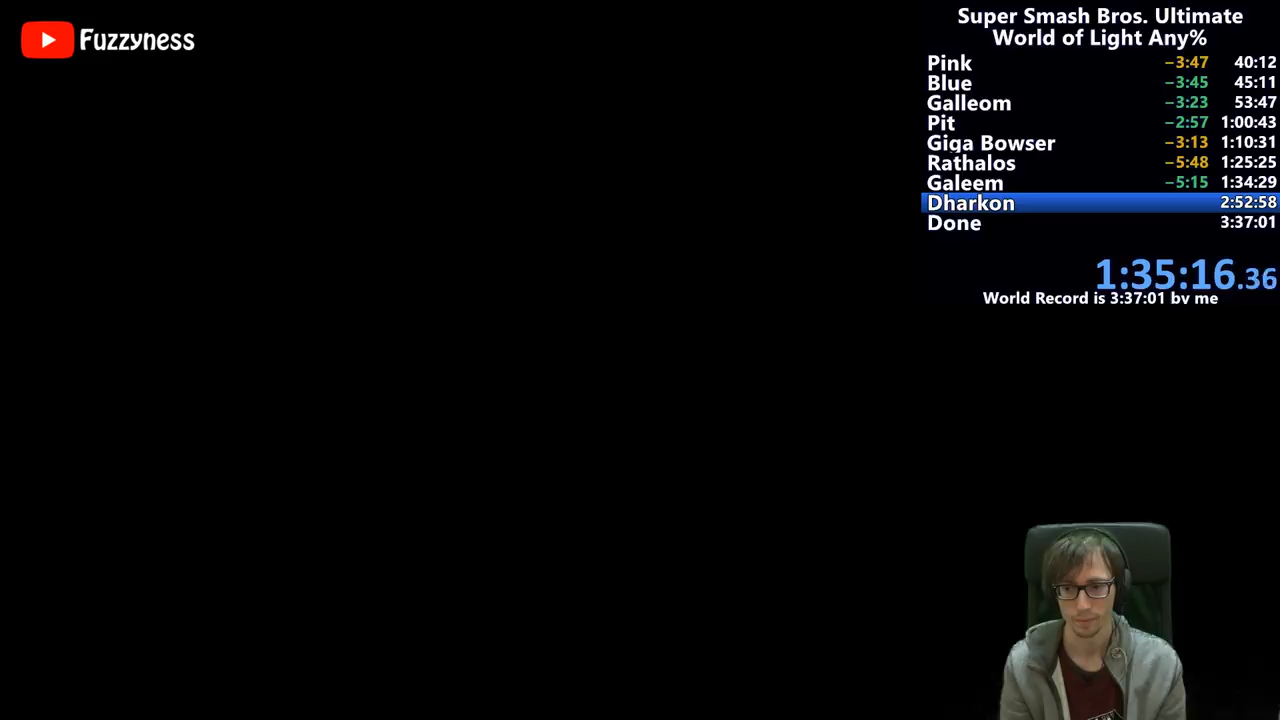 Fuzzyness
Super Smash Bros. Ultimate
World of Light Any%
Pink −3:47 40:12
Blue −3:45 45:11
Galleom −3:23 53:47
Pit −2:57 1:00:43
Giga Bowser −3:13 1:10:31
Rathalos −5:48 1:25:25
Galeem −5:15 1:34:29
Dharkon 2:52:58
Done 3:37:01
1:35:16.36
World Record is 3:37:01 by me